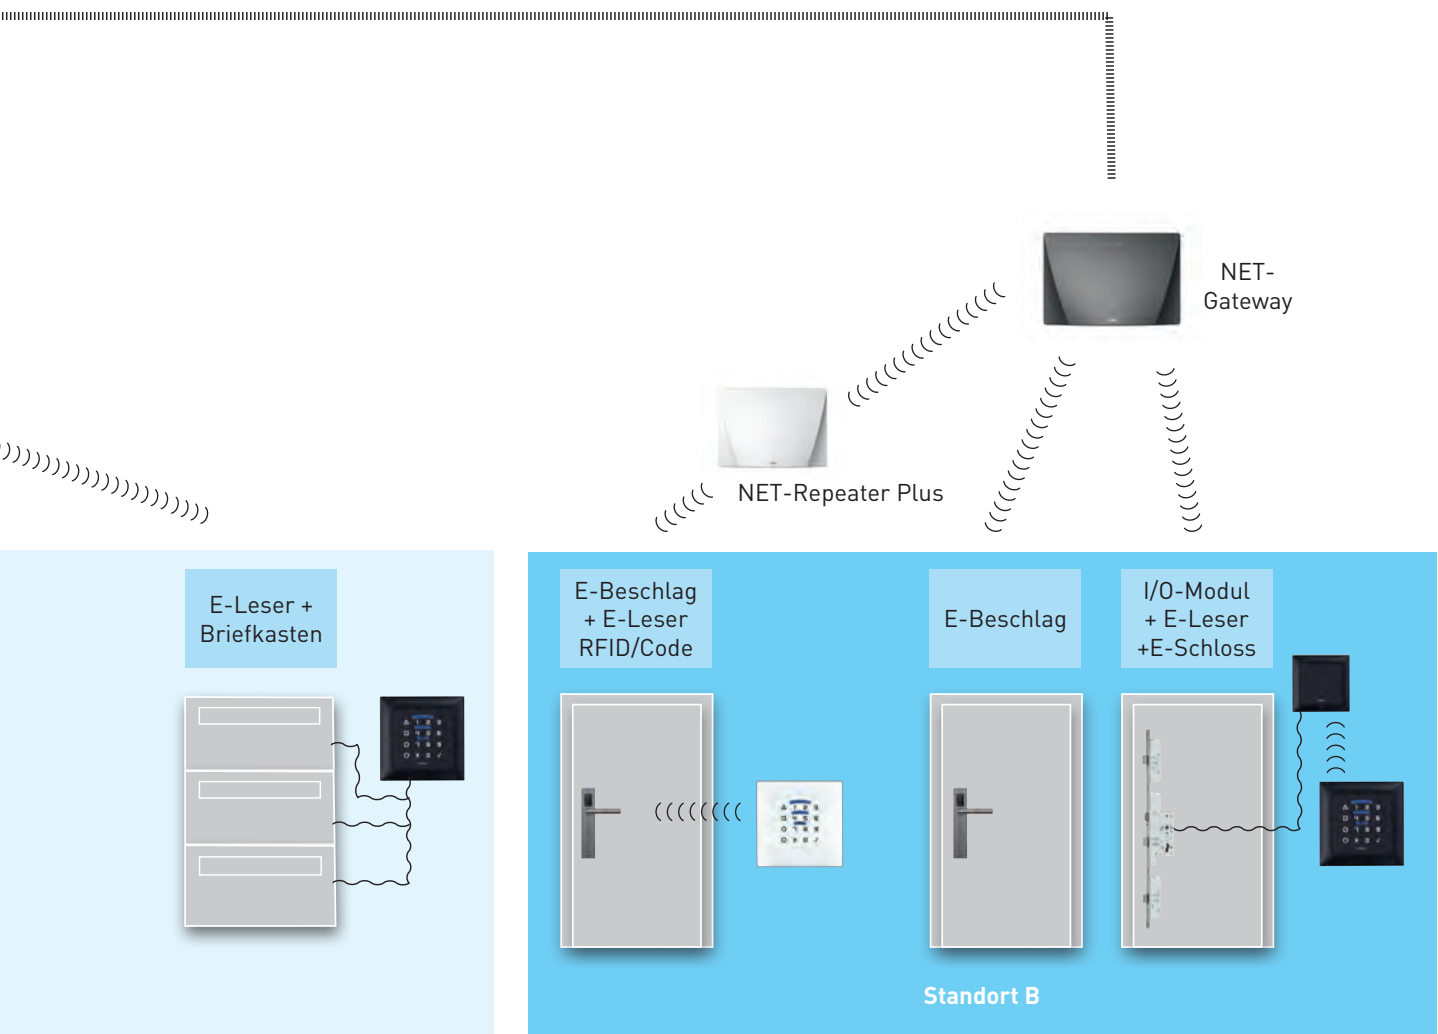 NET-
Gateway
NET-Repeater Plus
E-Leser +
Briefkasten
E-Beschlag
+ E-Leser
RFID/Code
E-Beschlag
I/O-Modul
+ E-Leser
+E-Schloss
Standort B